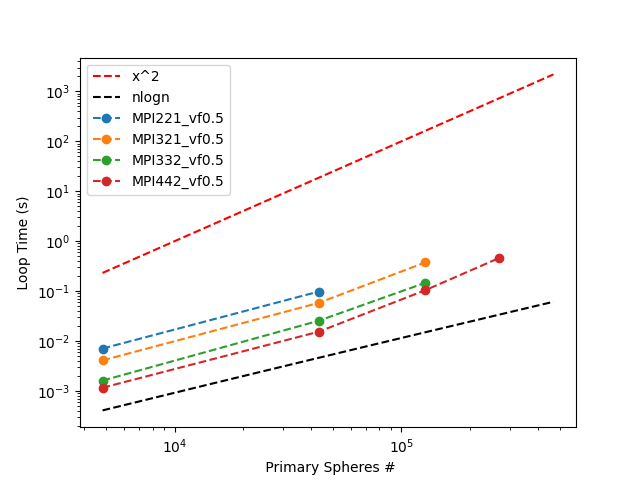 x^2
nlogn
MPI221_vf0.5
MPI321_vf0.5
MPI332_vf0.5
MPI442_vf0.5
Loop Time (s)
10^3
10^2
10^1
10^0
10^−1
10^−2
10^−3
10^4
10^5
Primary Spheres #